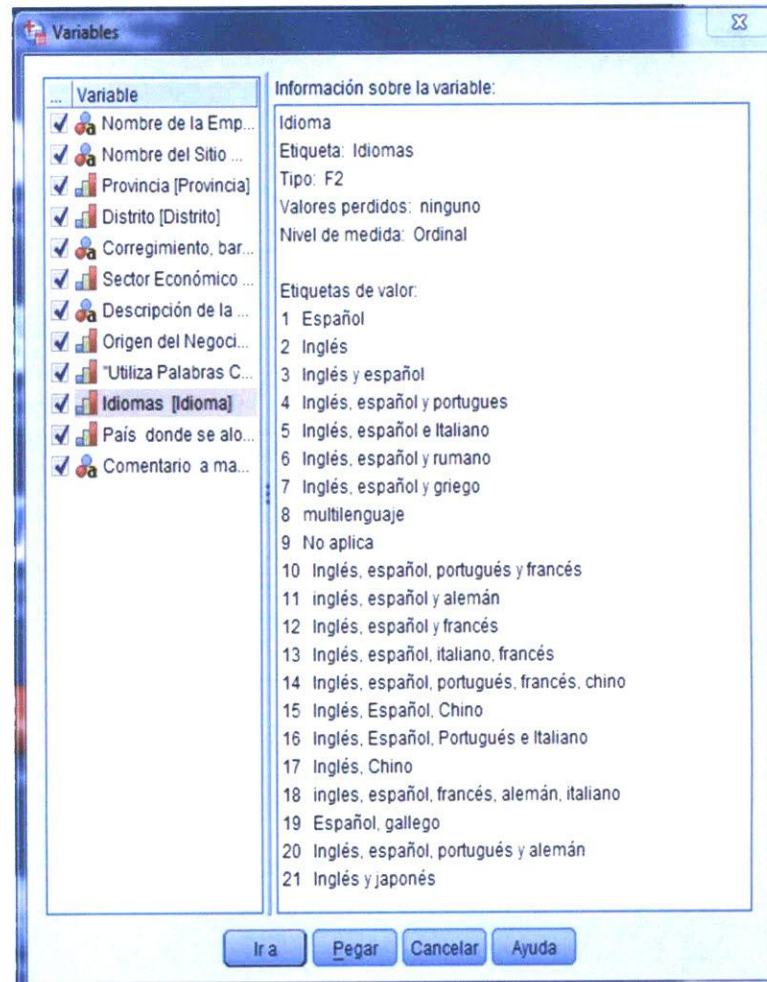 Variables
... Variable
Nombre de la Emp...
Nombre del Sitio ...
Provincia [Provincia]
Distrito [Distrito]
Corregimiento, bar...
Sector Económico ...
Descripción de la ...
Origen del Negoci...
"Utiliza Palabras C...
Idiomas [Idioma]
País donde se alo...
Comentario a ma...
Información sobre la variable:
Idioma
Etiqueta: Idiomas
Tipo: F2
Valores perdidos: ninguno
Nivel de medida: Ordinal
Etiquetas de valor:
1 Español
2 Inglés
3 Inglés y español
4 Inglés, español y portugues
5 Inglés, español e Italiano
6 Inglés, español y rumano
7 Inglés, español y griego
8 multilenguaje
9 No aplica
10 Inglés, español, portugués y francés
11 inglés, español y alemán
12 Inglés, español y francés
13 Inglés, español, italiano, francés
14 Inglés, español, portugués, francés, chino
15 Inglés, Español, Chino
16 Inglés, Español, Portugués e Italiano
17 Inglés, Chino
18 ingles, español, francés, alemán, italiano
19 Español, gallego
20 Inglés, español, portugués y alemán
21 Inglés y japonés
Ir a
Pegar
Cancelar
Ayuda